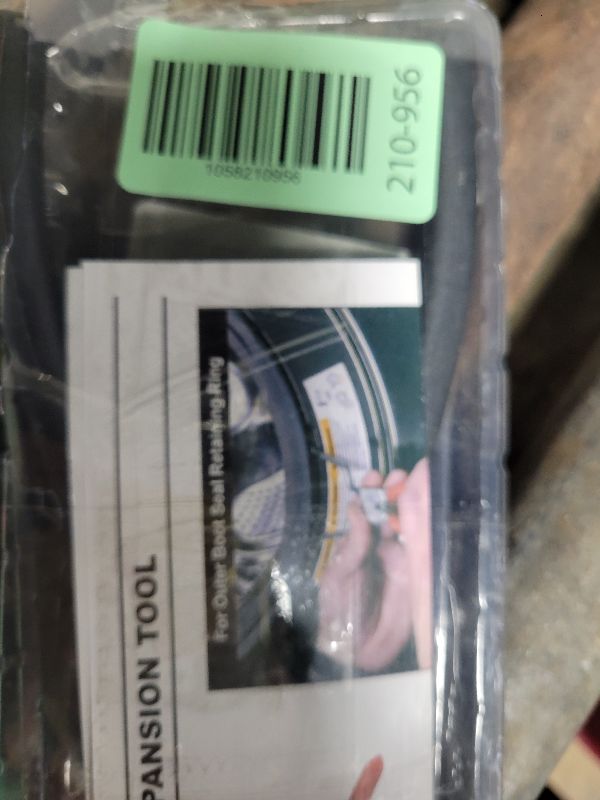 1058210956
210-956
PANSION TOOL
For Outer Boot Seal Retaining Ring